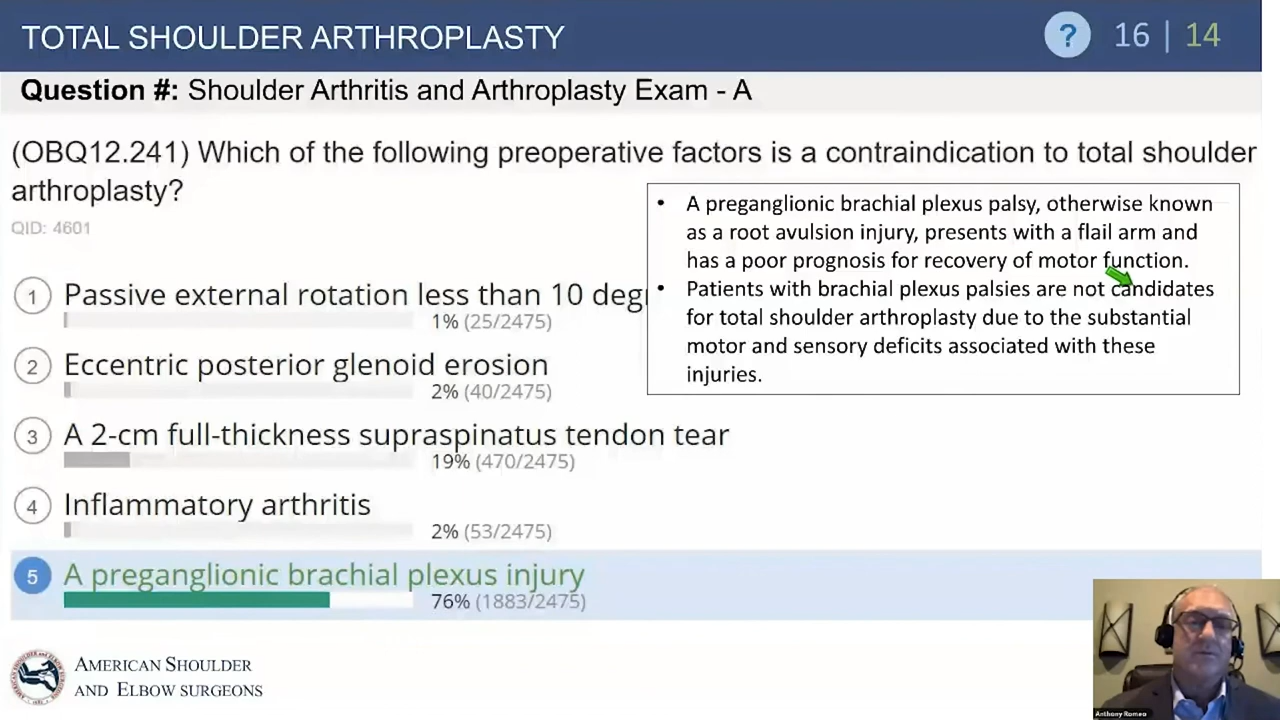 TOTAL SHOULDER ARTHROPLASTY
? 16 | 14
Question #: Shoulder Arthritis and Arthroplasty Exam - A
(OBQ12.241) Which of the following preoperative factors is a contraindication to total shoulder
arthroplasty?
QID: 4601
• A preganglionic brachial plexus palsy, otherwise known
as a root avulsion injury, presents with a flail arm and
has a poor prognosis for recovery of motor function.
• Patients with brachial plexus palsies are not candidates
for total shoulder arthroplasty due to the substantial
motor and sensory deficits associated with these
injuries.
1 Passive external rotation less than 10
1% (25/2475)
2 Eccentric posterior glenoid erosion
2% (40/2475)
3 A 2-cm full-thickness supraspinatus tendon tear
19% (470/2475)
4 Inflammatory arthritis
2% (53/2475)
5 A preganglionic brachial plexus injury
76% (1883/2475)
AMERICAN SHOULDER
AND ELBOW SURGEONS
Anthony Romeo